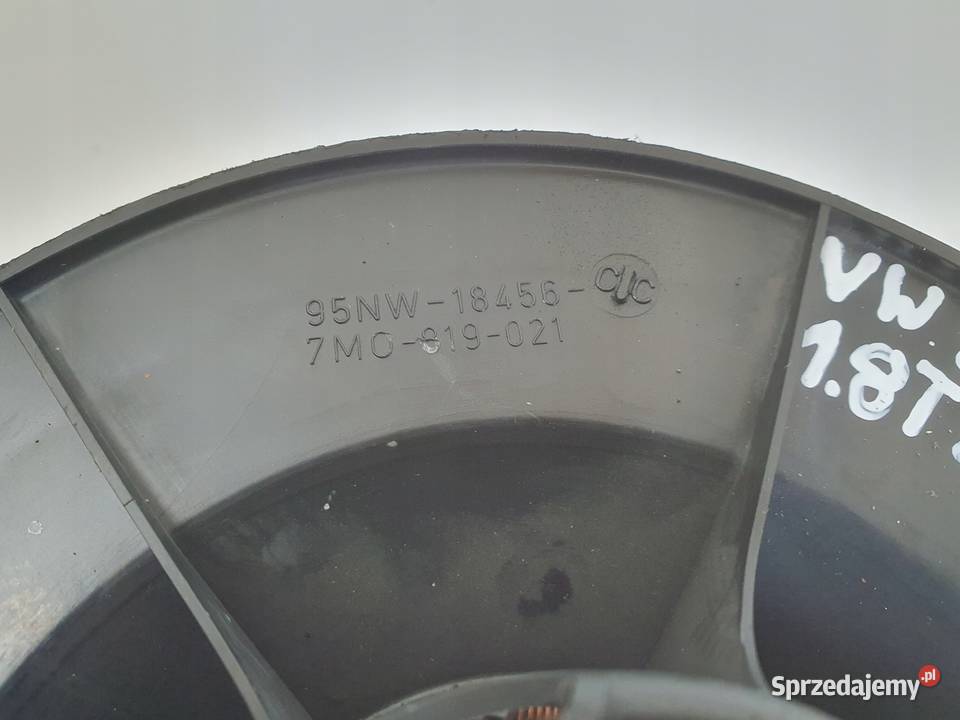 95NW-18456-CUC
7M0-819-021
VW
1.8T
Sprzedajemy.pl